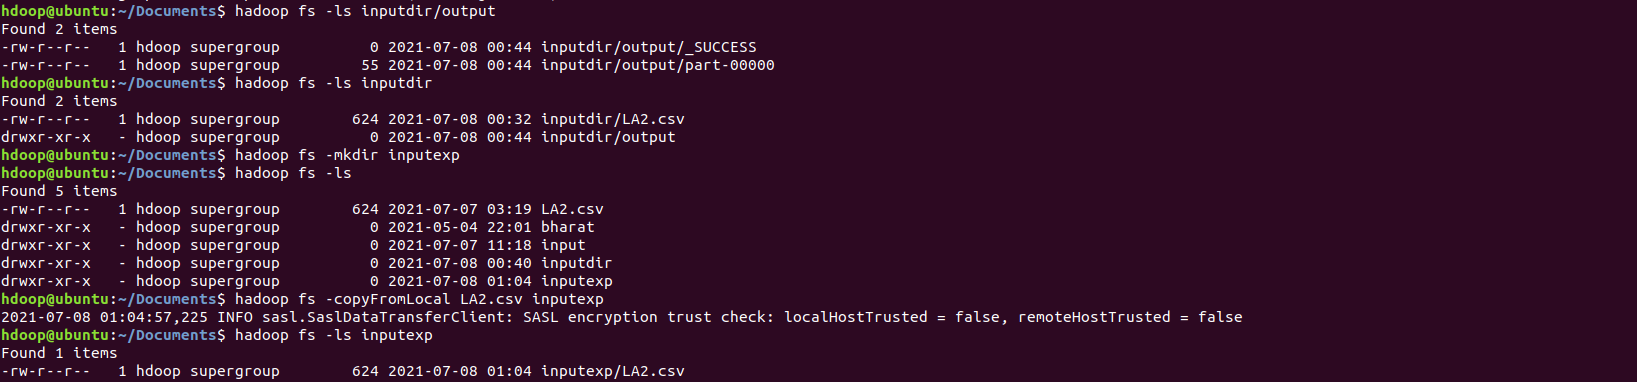 hdoop@ubuntu:~/Documents$ hadoop fs -ls inputdir/output
Found 2 items
-rw-r--r--   1 hdoop supergroup          0 2021-07-08 00:44 inputdir/output/_SUCCESS
-rw-r--r--   1 hdoop supergroup         55 2021-07-08 00:44 inputdir/output/part-00000
hdoop@ubuntu:~/Documents$ hadoop fs -ls inputdir
Found 2 items
-rw-r--r--   1 hdoop supergroup        624 2021-07-08 00:32 inputdir/LA2.csv
drwxr-xr-x   - hdoop supergroup          0 2021-07-08 00:44 inputdir/output
hdoop@ubuntu:~/Documents$ hadoop fs -mkdir inputexp
hdoop@ubuntu:~/Documents$ hadoop fs -ls
Found 5 items
-rw-r--r--   1 hdoop supergroup        624 2021-07-07 03:19 LA2.csv
drwxr-xr-x   - hdoop supergroup          0 2021-05-04 22:01 bharat
drwxr-xr-x   - hdoop supergroup          0 2021-07-07 11:18 input
drwxr-xr-x   - hdoop supergroup          0 2021-07-08 00:40 inputdir
drwxr-xr-x   - hdoop supergroup          0 2021-07-08 01:04 inputexp
hdoop@ubuntu:~/Documents$ hadoop fs -copyFromLocal LA2.csv inputexp
2021-07-08 01:04:57,225 INFO sasl.SaslDataTransferClient: SASL encryption trust check: localHostTrusted = false, remoteHostTrusted = false
hdoop@ubuntu:~/Documents$ hadoop fs -ls inputexp
Found 1 items
-rw-r--r--   1 hdoop supergroup        624 2021-07-08 01:04 inputexp/LA2.csv